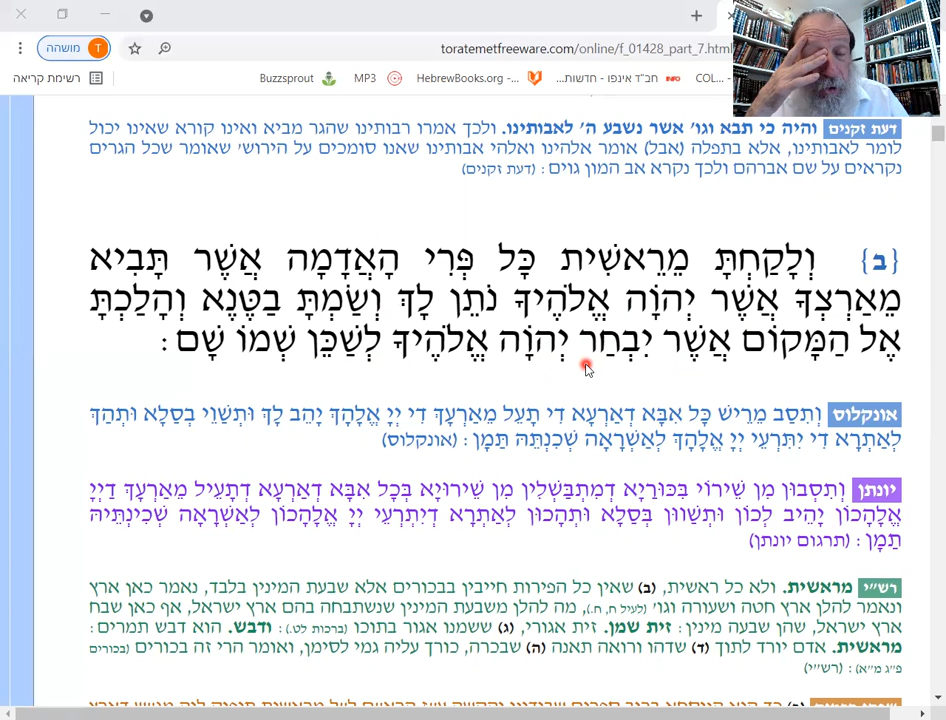 מושהה T
toratemetfreeware.com/online/f_01428_part_7.html
רשימת קריאה
Buzzsprout MP3 HebrewBooks.org -... חב"ד אינפו - חדשות... COL...
דעת זקנים והיה כי תבא וגו' אשר נשבע ה' לאבותינו. ולכך אמרו רבותינו שהגר מביא ואינו קורא שאינו יכול
לומר לאבותינו, אלא בתפלה (אבל) אומר אלהינו ואלהי אבותינו שאנו סומכים על הירוש' שאומר שכל הגרים
נקראים על שם אברהם ולכך נקרא אב המון גוים : (דעת זקנים)
{ב} וְלָקַחְתָּ מֵרֵאשִׁית כָּל פְּרִי הָאֲדָמָה אֲשֶׁר תָּבִיא
מֵאַרְצְךָ אֲשֶׁר יְהוָֹה אֱלֹהֶיךָ נֹתֵן לָךְ וְשַׂמְתָּ בַטֶּנֶא וְהָלַכְתָּ
אֶל הַמָּקוֹם אֲשֶׁר יִבְחַר יְהוָֹה אֱלֹהֶיךָ לְשַׁכֵּן שְׁמוֹ שָׁם :
אונקלוס וְתִסַּב מֵרֵישׁ כָּל אִבָּא דְאַרְעָא דִי תָעֵל מֵאַרְעָךְ דִּי יְיָ אֱלָהָךְ יָהֵב לָךְ וּתְשַׁוֵּי בְסַלָּא וּתְהַךְ
לְאַתְרָא דִי יִתְּרְעֵי יְיָ אֱלָהָךְ לְאַשְׁרָאָה שְׁכִנְתֵּהּ תַּמָּן : (אונקלוס)
יונתן וְתִיסְבוּן מִן שֵׁירוֹי בִּכּוּרַיָא דְמִתְבַּשְׁלִין מִן שֵׁירוּיָא בְּכָל אִיבָּא דְאַרְעָא דְתָעֵיל מֵאַרְעָךְ דַיְיָ
אֱלָהָכוֹן יָהֵיב לְכוֹן וּתְשַׁווּן בְּסַלָא וּתְהָכוּן לְאַתְרָא דְיִתְרְעֵי יְיָ אֱלָהָכוֹן לְאַשְׁרָאָה שְׁכִינְתֵּיהּ
תַּמָן : (תרגום יונתן)
רש"י מראשית. ולא כל ראשית, (ב) שאין כל הפירות חייבין בבכורים אלא שבעת המינין בלבד, נאמר כאן ארץ
ונאמר להלן ארץ חטה ושעורה וגו' (לעיל ח, ח.), מה להלן משבעת המינין שנשתבחה בהם ארץ ישראל, אף כאן שבח
ארץ ישראל, שהן שבעה מינין : זית שמן. זית אגורי, (ג) ששמנו אגור בתוכו (ברכות לט.) : ודבש. הוא דבש תמרים :
מראשית. אדם יורד לתוך (ד) שדהו ורואה תאנה (ה) שבכרה, כורך עליה גמי לסימן, ואומר הרי זה בכורים (בכורים
פ"ג מ"א) : (רש"י)